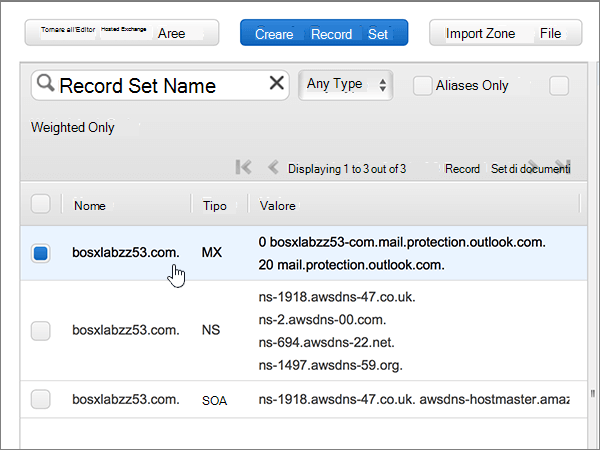 Tornare all'Editor Hosted Exchange Aree Creare Record Set Import Zone File
Record Set Name Any Type Aliases Only
Weighted Only
Displaying 1 to 3 out of 3 Record Set di documenti
Nome Tipo Valore
bosxlabzz53.com. MX 0 bosxlabzz53-com.mail.protection.outlook.com.
20 mail.protection.outlook.com.
ns-1918.awsdns-47.co.uk.
ns-2.awsdns-00.com.
bosxlabzz53.com. NS
ns-694.awsdns-22.net.
ns-1497.awsdns-59.org.
bosxlabzz53.com. SOA ns-1918.awsdns-47.co.uk. awsdns-hostmaster.amaz